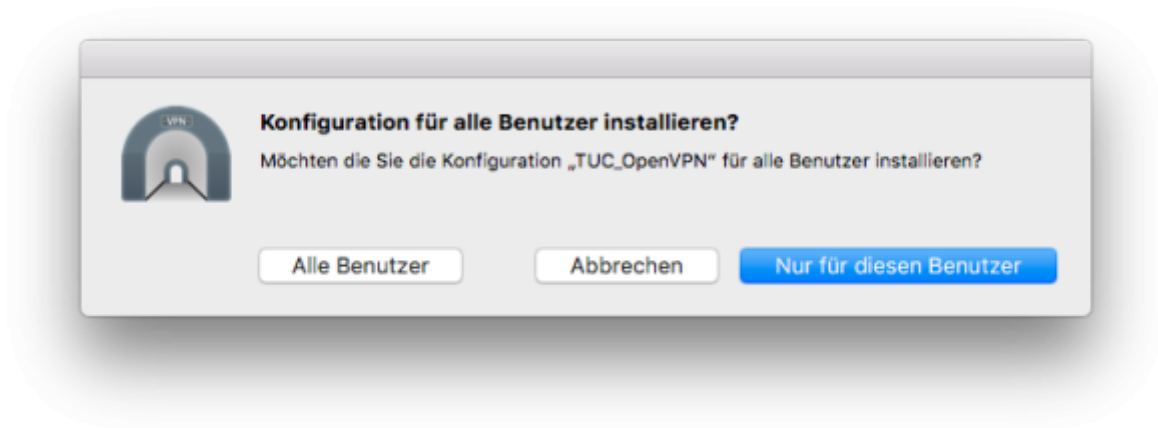 VPN
Konfiguration für alle Benutzer installieren?
Möchten die Sie die Konfiguration „TUC_OpenVPN“ für alle Benutzer installieren?
Alle Benutzer
Abbrechen
Nur für diesen Benutzer